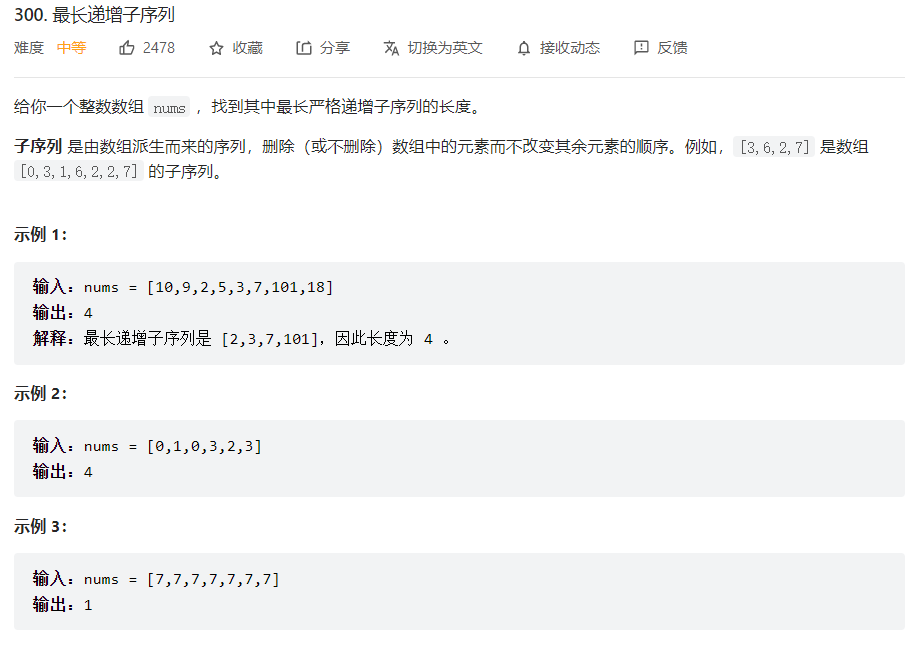 300. 最长递增子序列
难度 中等 2478 收藏 分享 切换为英文 接收动态 反馈
给你一个整数数组 nums ，找到其中最长严格递增子序列的长度。
子序列 是由数组派生而来的序列，删除（或不删除）数组中的元素而不改变其余元素的顺序。例如，[3,6,2,7] 是数组
[0,3,1,6,2,2,7] 的子序列。
示例 1：
输入：nums = [10,9,2,5,3,7,101,18]
输出：4
解释：最长递增子序列是 [2,3,7,101]，因此长度为 4 。
示例 2：
输入：nums = [0,1,0,3,2,3]
输出：4
示例 3：
输入：nums = [7,7,7,7,7,7,7]
输出：1